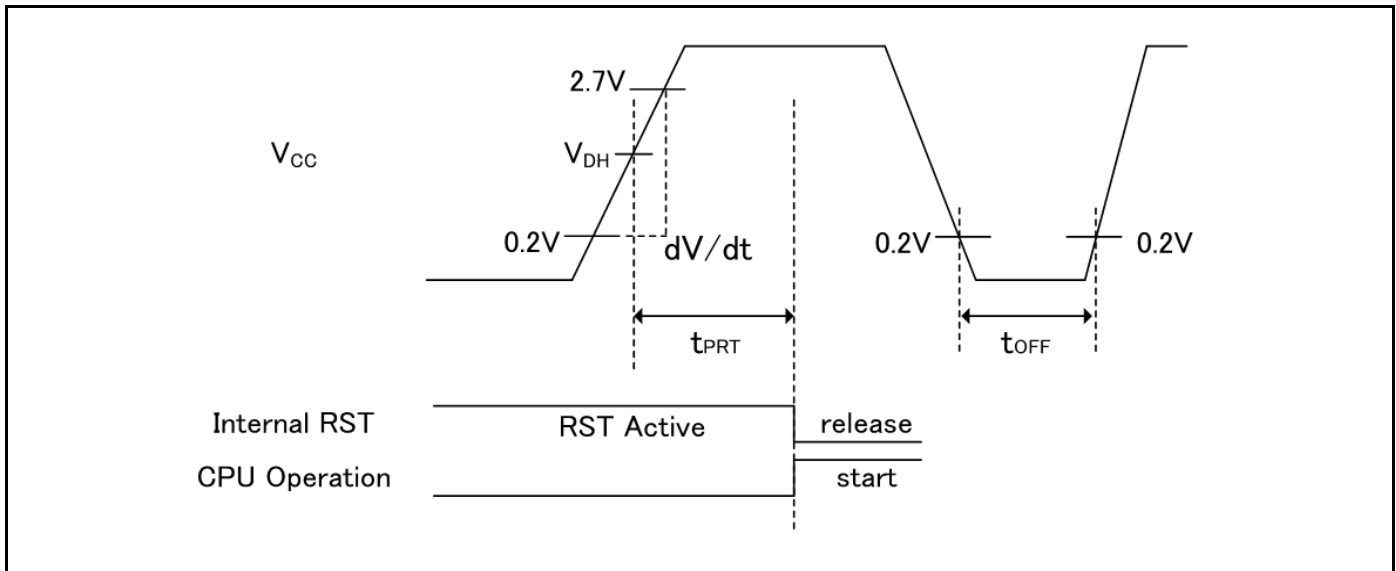 2.7V
VCC
VDH
0.2V
dV/dt
0.2V
0.2V
tPRT
tOFF
Internal RST
RST Active
release
CPU Operation
start